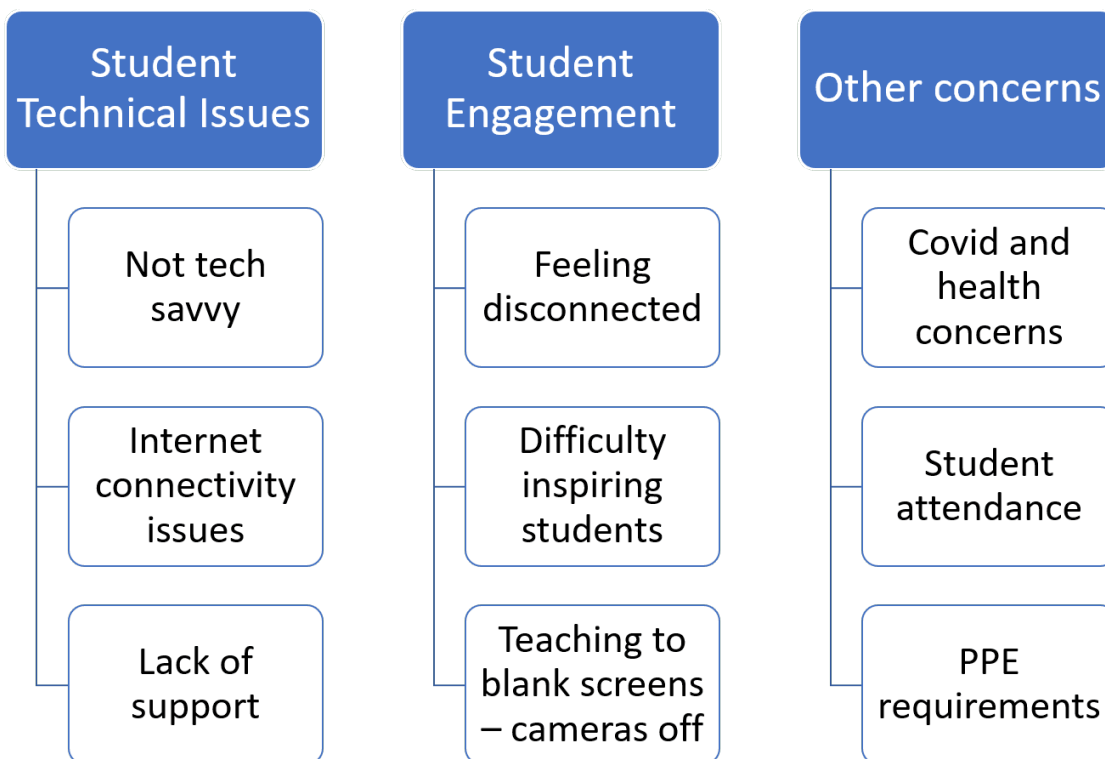 Student
Technical Issues
Not tech
savvy
Internet
connectivity
issues
Lack of
support
Student
Engagement
Feeling
disconnected
Difficulty
inspiring
students
Teaching to
blank screens
– cameras off
Other concerns
Covid and
health
concerns
Student
attendance
PPE
requirements